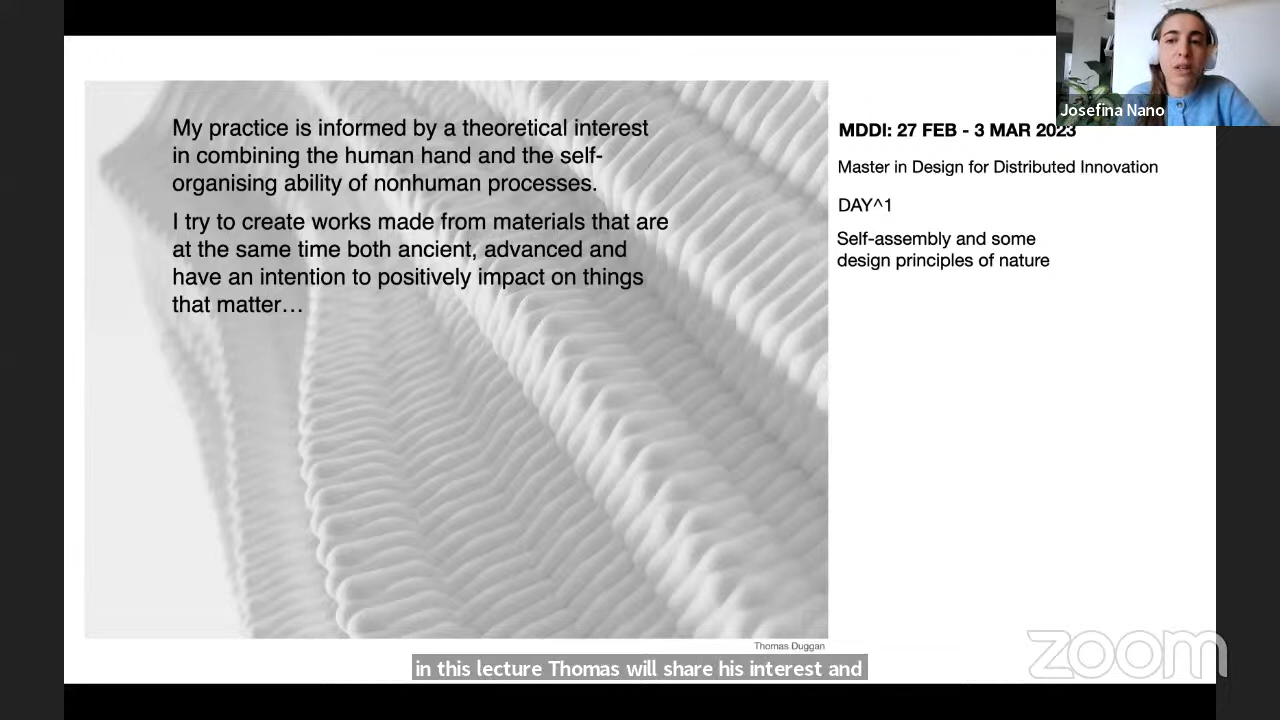 My practice is informed by a theoretical interest
in combining the human hand and the self-
organising ability of nonhuman processes.
I try to create works made from materials that are
at the same time both ancient, advanced and
have an intention to positively impact on things
that matter…
Thomas Duggan
Josefina Nano
MDDI: 27 FEB - 3 MAR 2023
Master in Design for Distributed Innovation
DAY^1
Self-assembly and some
design principles of nature
in this lecture Thomas will share his interest and
zoom